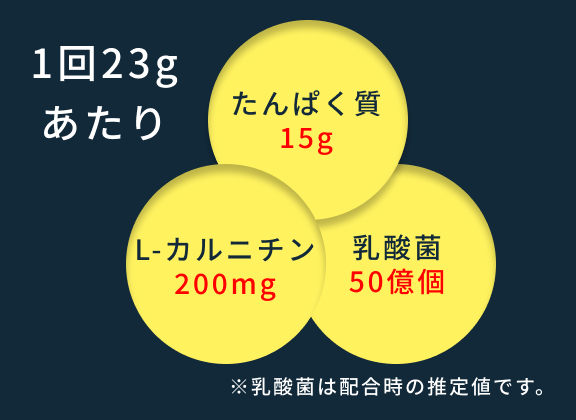 1回23g
あたり
たんぱく質
15g
L-カルニチン
200mg
乳酸菌
50億個
※乳酸菌は配合時の推定値です。